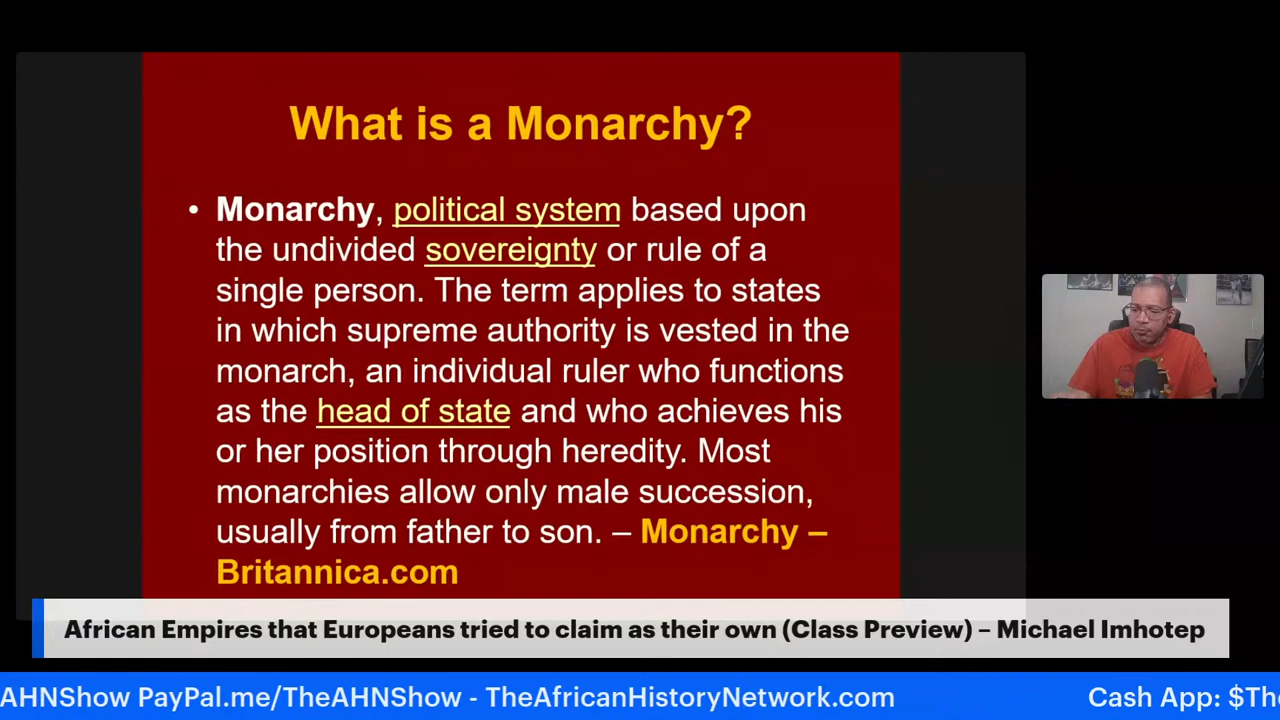 What is a Monarchy?
• Monarchy, political system based upon
the undivided sovereignty or rule of a
single person. The term applies to states
in which supreme authority is vested in the
monarch, an individual ruler who functions
as the head of state and who achieves his
or her position through heredity. Most
monarchies allow only male succession,
usually from father to son. – Monarchy –
Britannica.com
African Empires that Europeans tried to claim as their own (Class Preview) – Michael Imhotep
AHNShow PayPal.me/TheAHNShow - TheAfricanHistoryNetwork.com Cash App: $The